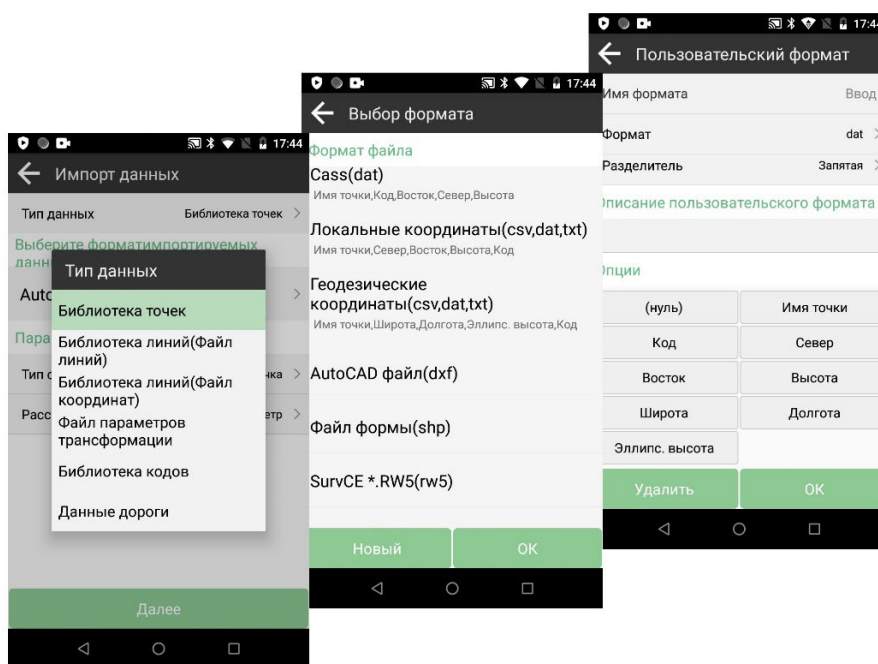 17:44
Импорт данных
Тип данных Библиотека точек
Выберите форматимпортируемых
Тип данных
Библиотека точек
Библиотека линий(Файл
линий)
Библиотека линий(Файл
координат)
Файл параметров
трансформации
Библиотека кодов
Данные дороги
Далее
17:44
Выбор формата
Формат файла
Cass(dat)
Имя точки,Код,Восток,Север,Высота
Локальные координаты(csv,dat,txt)
Имя точки,Север,Восток,Высота,Код
Геодезические
координаты(csv,dat,txt)
Имя точки,Широта,Долгота,Эллипс. высота,Код
AutoCAD файл(dxf)
Файл формы(shp)
SurvCE *.RW5(rw5)
Новый OK
17:44
Пользовательский формат
Имя формата Ввод
Формат dat
Разделитель Запятая
Описание пользовательского формата
Опции
(нуль) Имя точки
Код Север
Восток Высота
Широта Долгота
Эллипс. высота
Удалить OK